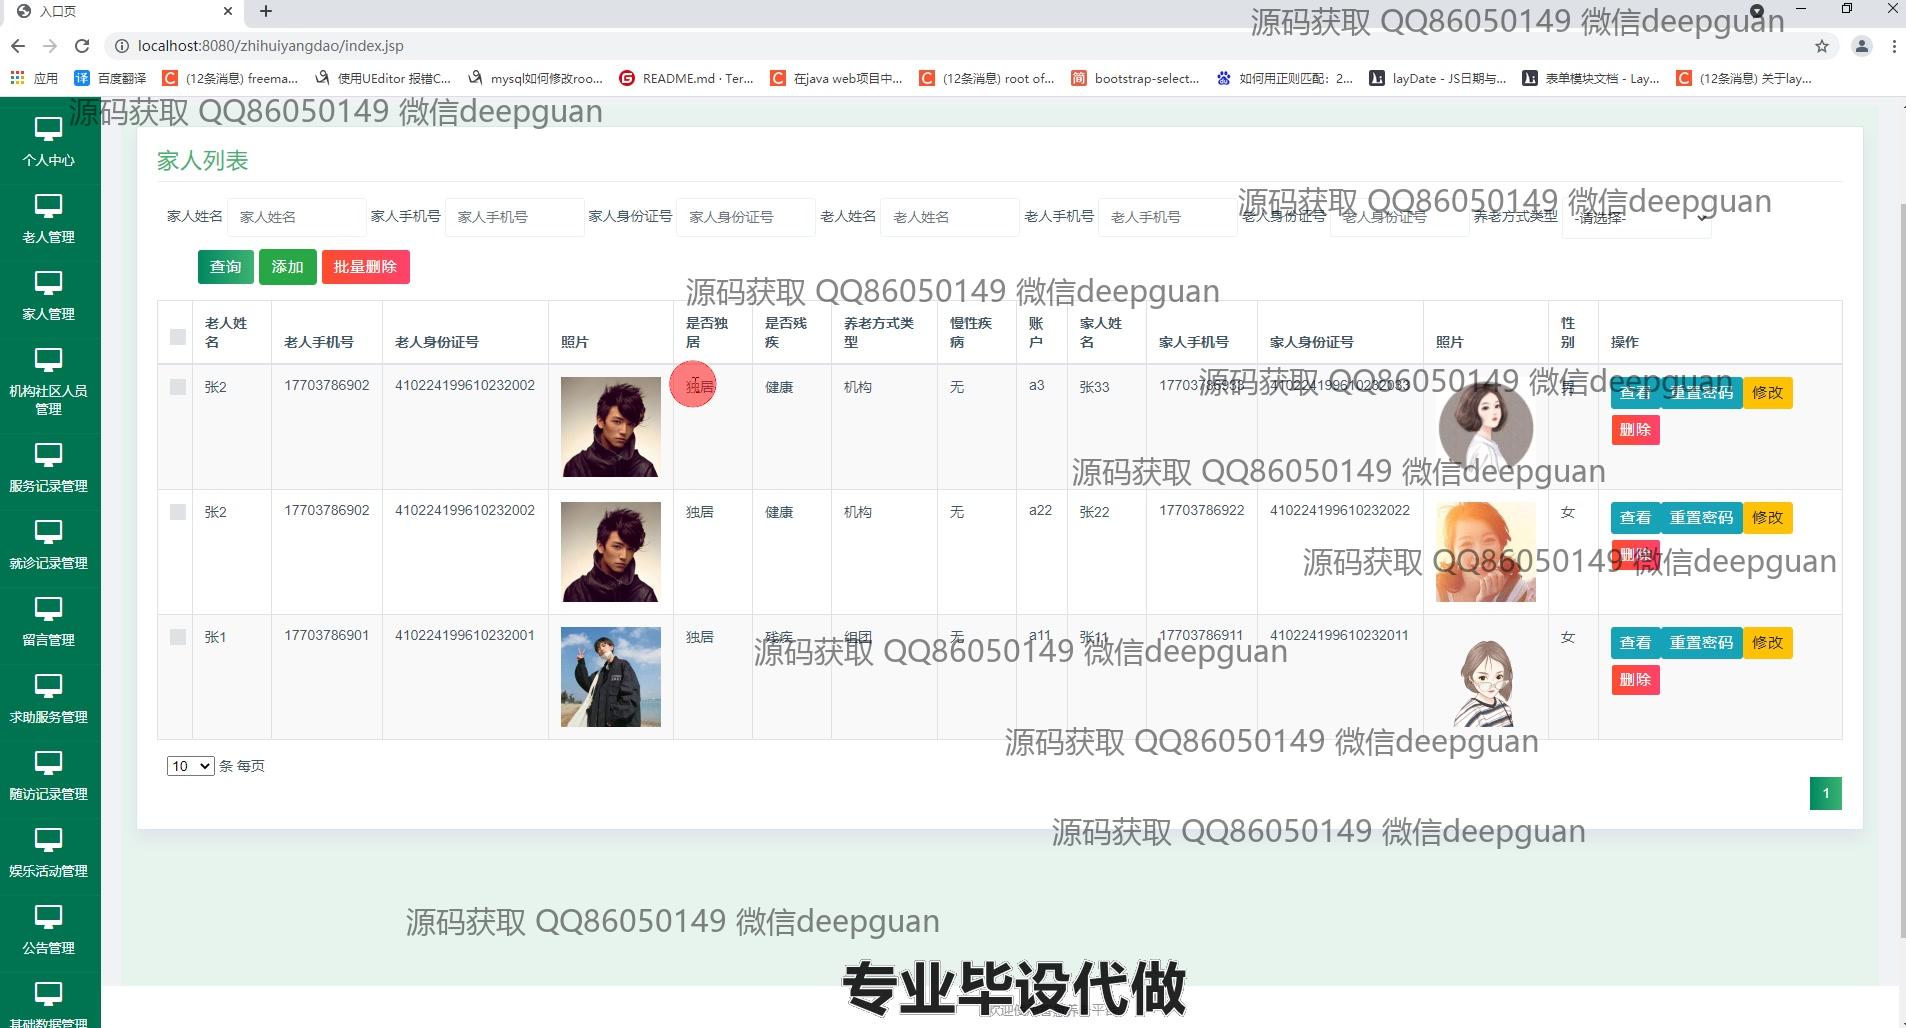 入口页
源码获取 QQ86050149 微信deepguan
localhost:8080/zhihuiyangdao/index.jsp
应用 百度翻译 (12条消息) freema... 使用UEditor 报错C... mysql如何修改roo... README.md · Ter... 在java web项目中... (12条消息) root of... bootstrap-select... 如何用正则匹配：2... layDate - JS日期与... 表单模块文档 - Lay... (12条消息) 关于lay...
源码获取 QQ86050149 微信deepguan
个人中心
老人管理
家人管理
机构社区人员
管理
服务记录管理
就诊记录管理
留言管理
求助服务管理
随访记录管理
娱乐活动管理
公告管理
基础数据管理
家人列表
源码获取 QQ86050149 微信deepguan
家人姓名 家人姓名 家人手机号 家人手机号 家人身份证号 家人身份证号 老人姓名 老人姓名 老人手机号 老人手机号 老人身份证号 老人身份证号 养老方式类型 -请选择-
查询 添加 批量删除
源码获取 QQ86050149 微信deepguan
老人姓名 老人手机号 老人身份证号 照片 是否独居 是否残疾 养老方式类型 慢性疾病 账户 家人姓名 家人手机号 家人身份证号 照片 性别 操作
张2 17703786902 410224199610232002 独居 健康 机构 无 a3 张33 17703786933 410224199610232033 男 查看 重置密码 修改
源码获取 QQ86050149 微信deepguan
删除
源码获取 QQ86050149 微信deepguan
张2 17703786902 410224199610232002 独居 健康 机构 无 a22 张22 17703786922 410224199610232022 女 查看 重置密码 修改
删除
源码获取 QQ86050149 微信deepguan
张1 17703786901 410224199610232001 独居 残疾 组团 无 a11 张11 17703786911 410224199610232011 女 查看 重置密码 修改
源码获取 QQ86050149 微信deepguan
删除
源码获取 QQ86050149 微信deepguan
10 条 每页
1
源码获取 QQ86050149 微信deepguan
源码获取 QQ86050149 微信deepguan
专业毕设代做